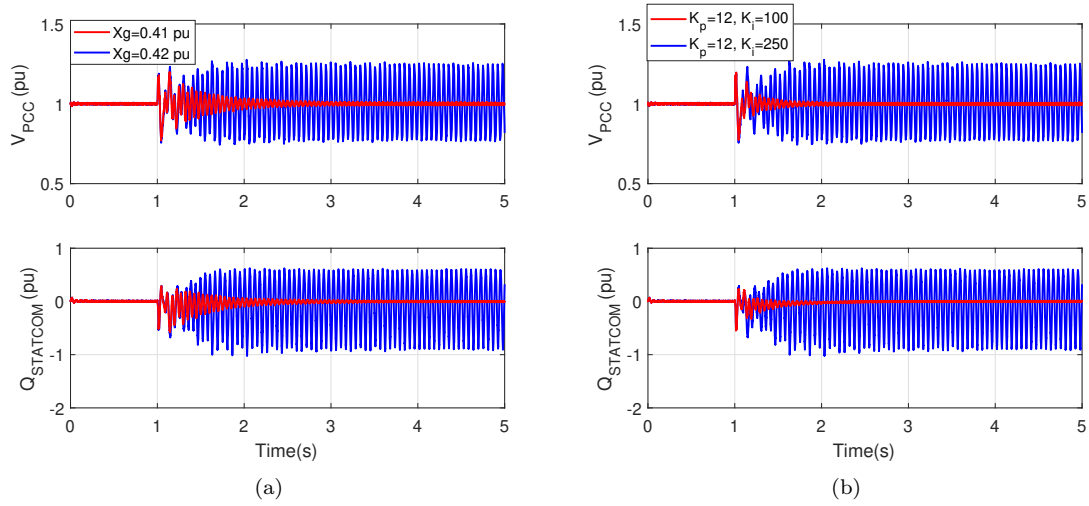 Xg=0.41 pu
Xg=0.42 pu
1.5
1
0.5
V_PCC (pu)
0 1 2 3 4 5
1
0
-1
-2
Q_STATCOM (pu)
0 1 2 3 4 5
Time(s)
(a)
K_p=12, K_i=100
K_p=12, K_i=250
1.5
1
0.5
V_PCC (pu)
0 1 2 3 4 5
1
0
-1
-2
Q_STATCOM (pu)
0 1 2 3 4 5
Time(s)
(b)